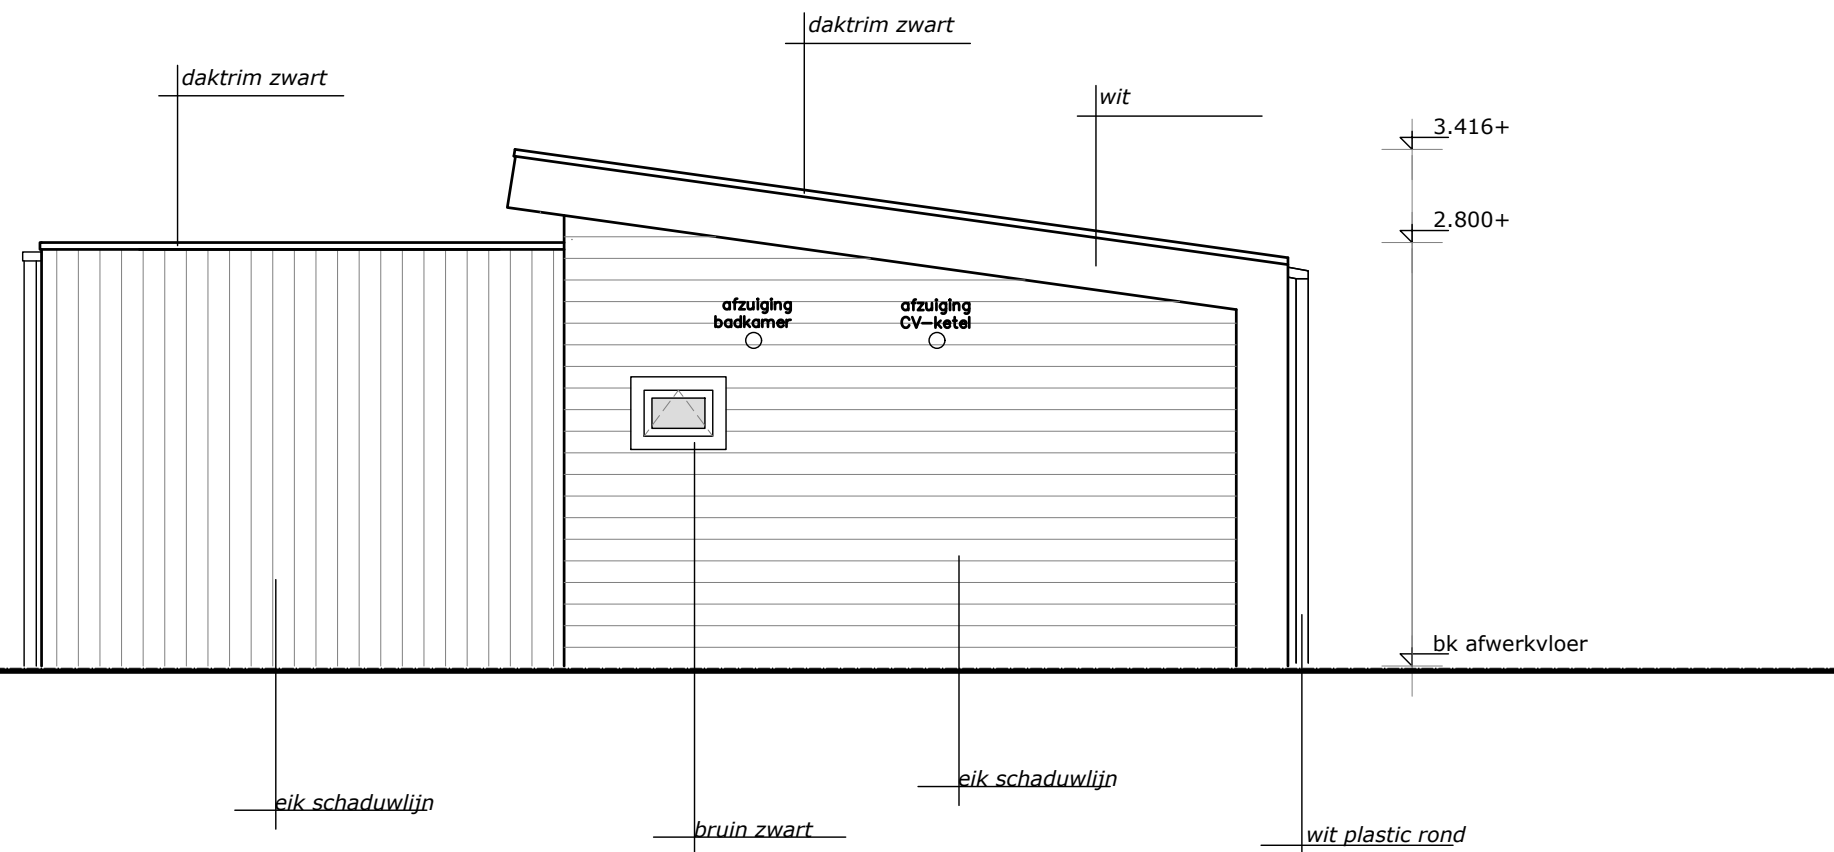 daktrim zwart
daktrim zwart
wit
3.416+
2.800+
afzuiging
badkamer
afzuiging
CV-ketel
bk afwerkvloer
eik schaduwlijn
eik schaduwlijn
bruin zwart
wit plastic rond